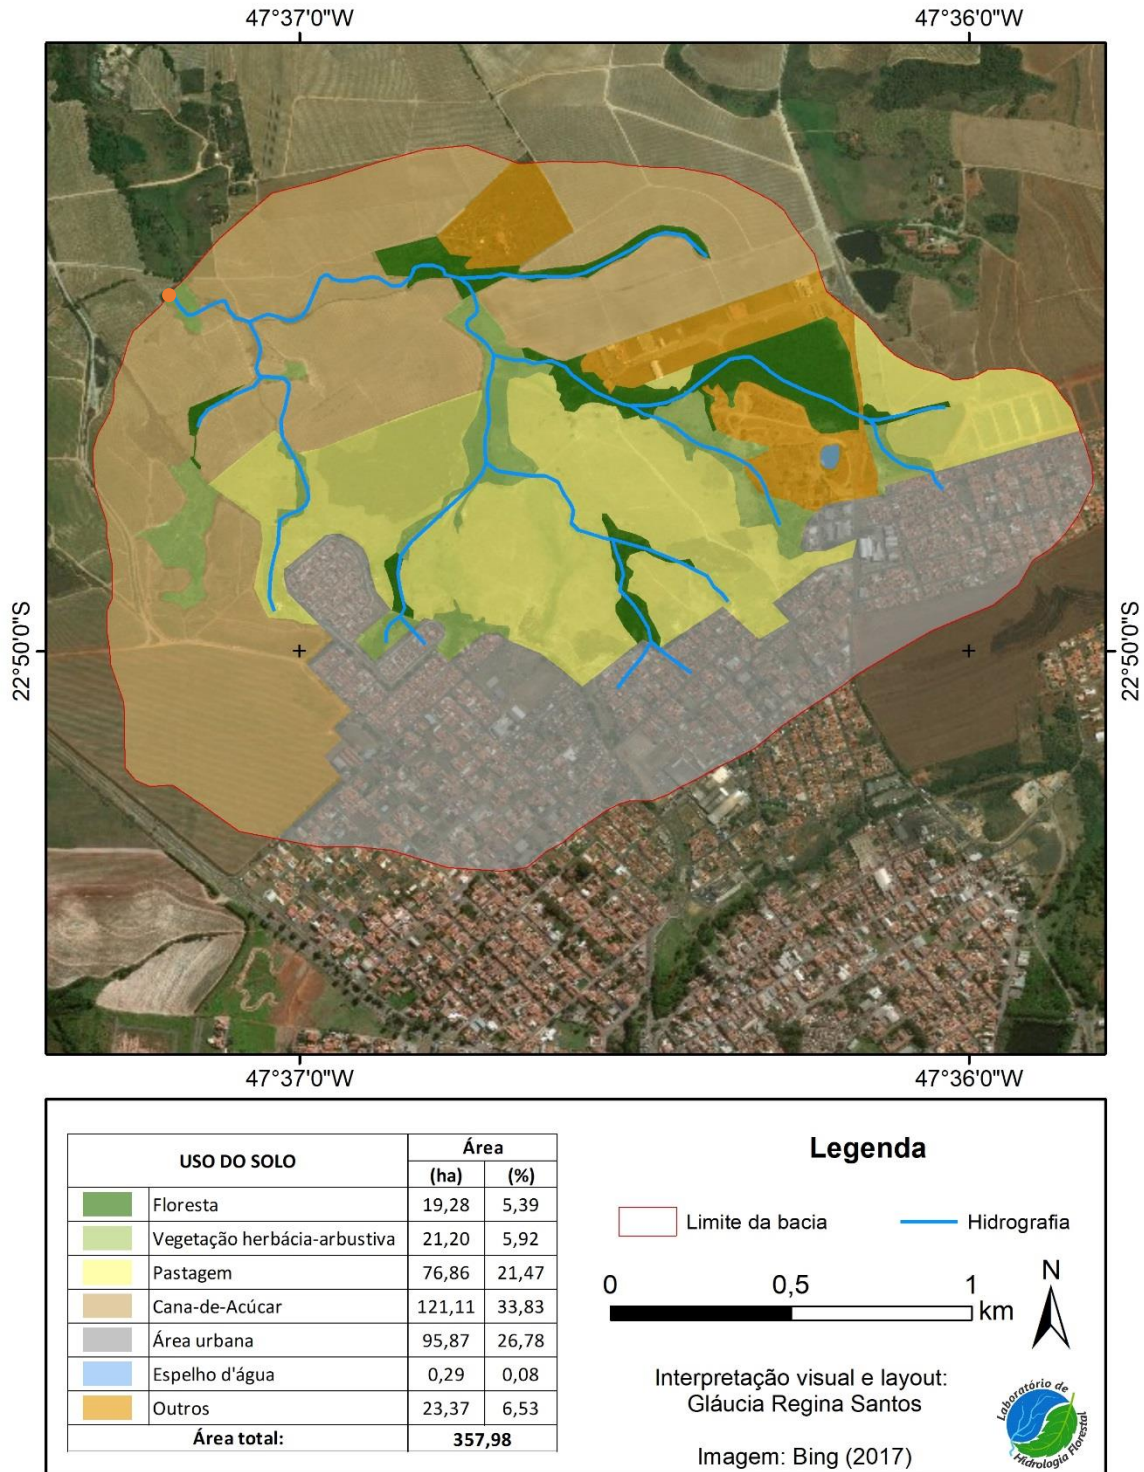 47°37'0"W 47°36'0"W
22°50'0"S 22°50'0"S
47°37'0"W 47°36'0"W
USO DO SOLO Área
(ha) (%)
Floresta 19,28 5,39
Vegetação herbácia-arbustiva 21,20 5,92
Pastagem 76,86 21,47
Cana-de-Acúcar 121,11 33,83
Área urbana 95,87 26,78
Espelho d'água 0,29 0,08
Outros 23,37 6,53
Área total: 357,98
Legenda
Limite da bacia Hidrografia
0 0,5 1
km
N
Interpretação visual e layout:
Gláucia Regina Santos
Imagem: Bing (2017)
Laboratório de
Hidrologia Florestal